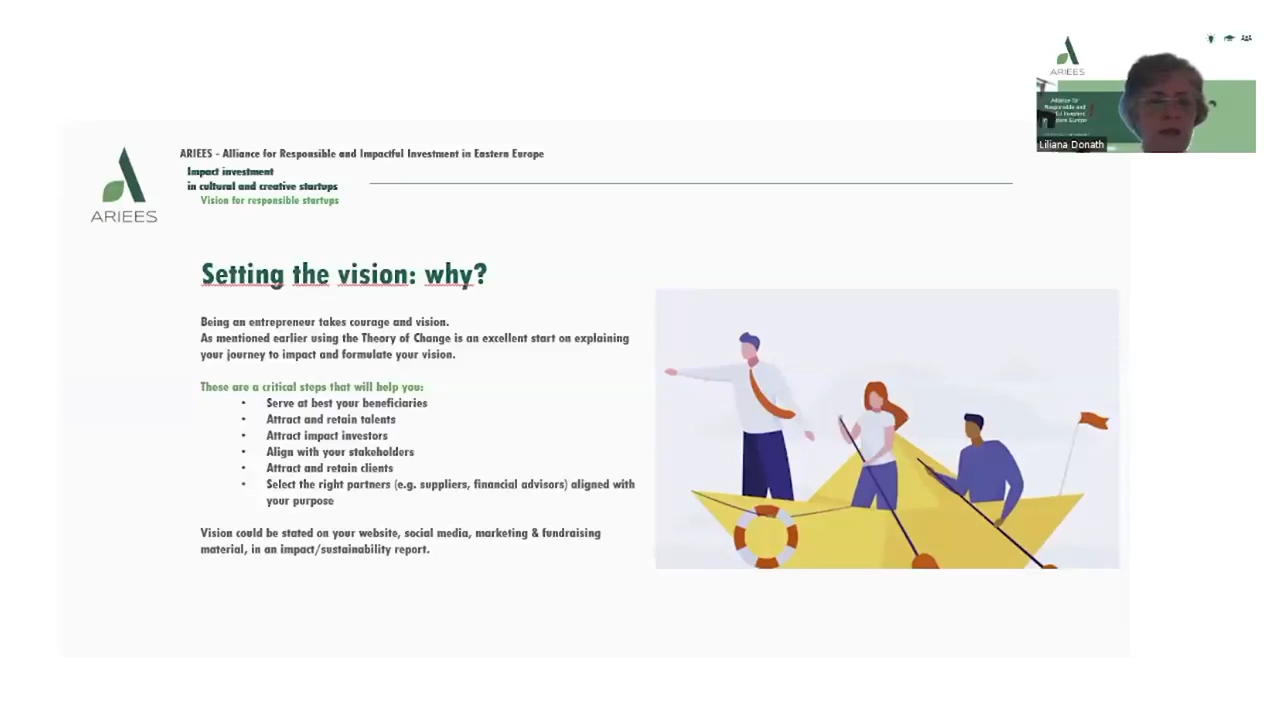 ARIEES
Alliance for
Responsible and
Liliana Donath
ARIEES - Alliance for Responsible and Impactful Investment in Eastern Europe
Impact investment
in cultural and creative startups
Vision for responsible startups
ARIEES
Setting the vision: why?
Being an entrepreneur takes courage and vision.
As mentioned earlier using the Theory of Change is an excellent start on explaining
your journey to impact and formulate your vision.
These are a critical steps that will help you:
• Serve at best your beneficiaries
• Attract and retain talents
• Attract impact investors
• Align with your stakeholders
• Attract and retain clients
• Select the right partners (e.g. suppliers, financial advisors) aligned with
your purpose
Vision could be stated on your website, social media, marketing & fundraising
material, in an impact/sustainability report.